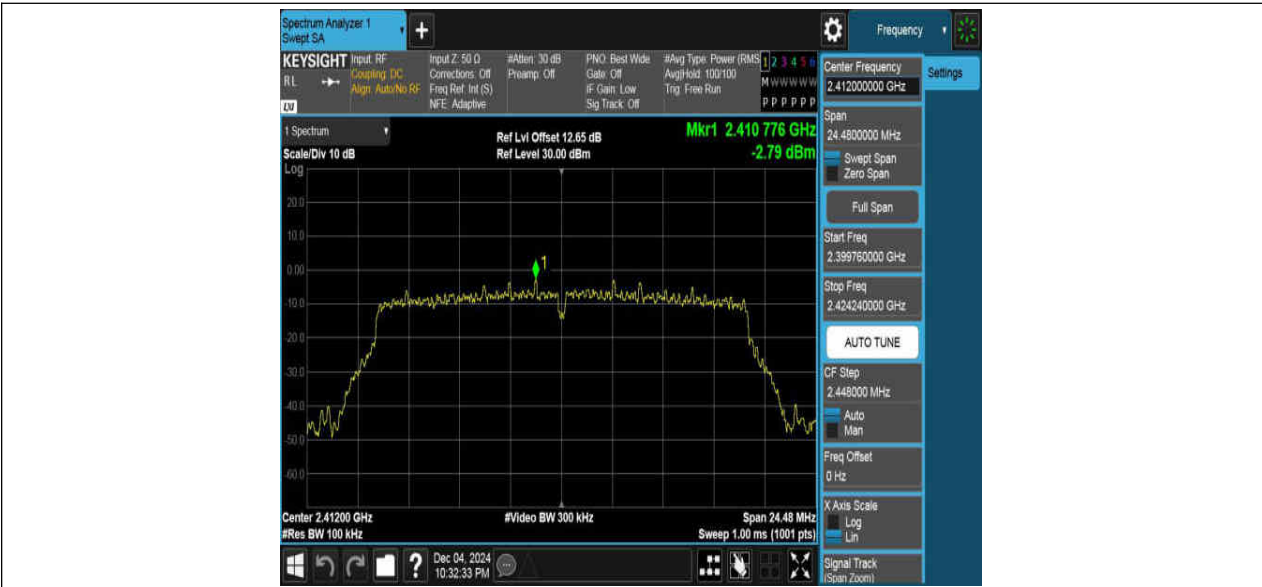 Spectrum Analyzer 1
Swept SA
+
Frequency
KEYSIGHT
RL
LXI
Input: RF
Coupling: DC
Align: Auto/No RF
Input Z: 50 Ω
Corrections: Off
Freq Ref: Int (S)
NFE: Adaptive
#Atten: 30 dB
Preamp: Off
PNO: Best Wide
Gate: Off
IF Gain: Low
Sig Track: Off
#Avg Type: Power (RMS
Avg|Hold: 100/100
Trig: Free Run
1 2 3 4 5 6
M W W W W W
P P P P P P
1 Spectrum
Scale/Div 10 dB
Ref Lvl Offset 12.65 dB
Ref Level 30.00 dBm
Mkr1 2.410 776 GHz
-2.79 dBm
Log
20.0
10.0
0.00
-10.0
-20.0
-30.0
-40.0
-50.0
-60.0
1
Center 2.41200 GHz
#Res BW 100 kHz
#Video BW 300 kHz
Span 24.48 MHz
Sweep 1.00 ms (1001 pts)
?
Dec 04, 2024
10:32:33 PM
Center Frequency
2.412000000 GHz
Settings
Span
24.4800000 MHz
Swept Span
Zero Span
Full Span
Start Freq
2.399760000 GHz
Stop Freq
2.424240000 GHz
AUTO TUNE
CF Step
2.448000 MHz
Auto
Man
Freq Offset
0 Hz
X Axis Scale
Log
Lin
Signal Track
(Span Zoom)